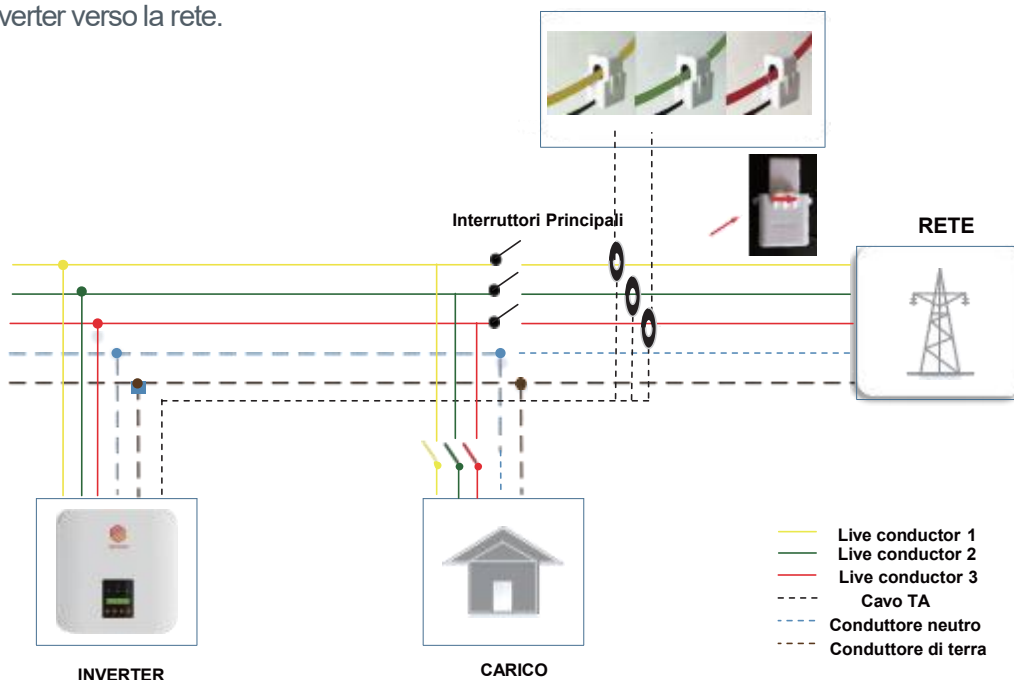 verter verso la rete.
Interruttori Principali
RETE
Live conductor 1
Live conductor 2
Live conductor 3
Cavo TA
Conduttore neutro
Conduttore di terra
INVERTER
CARICO